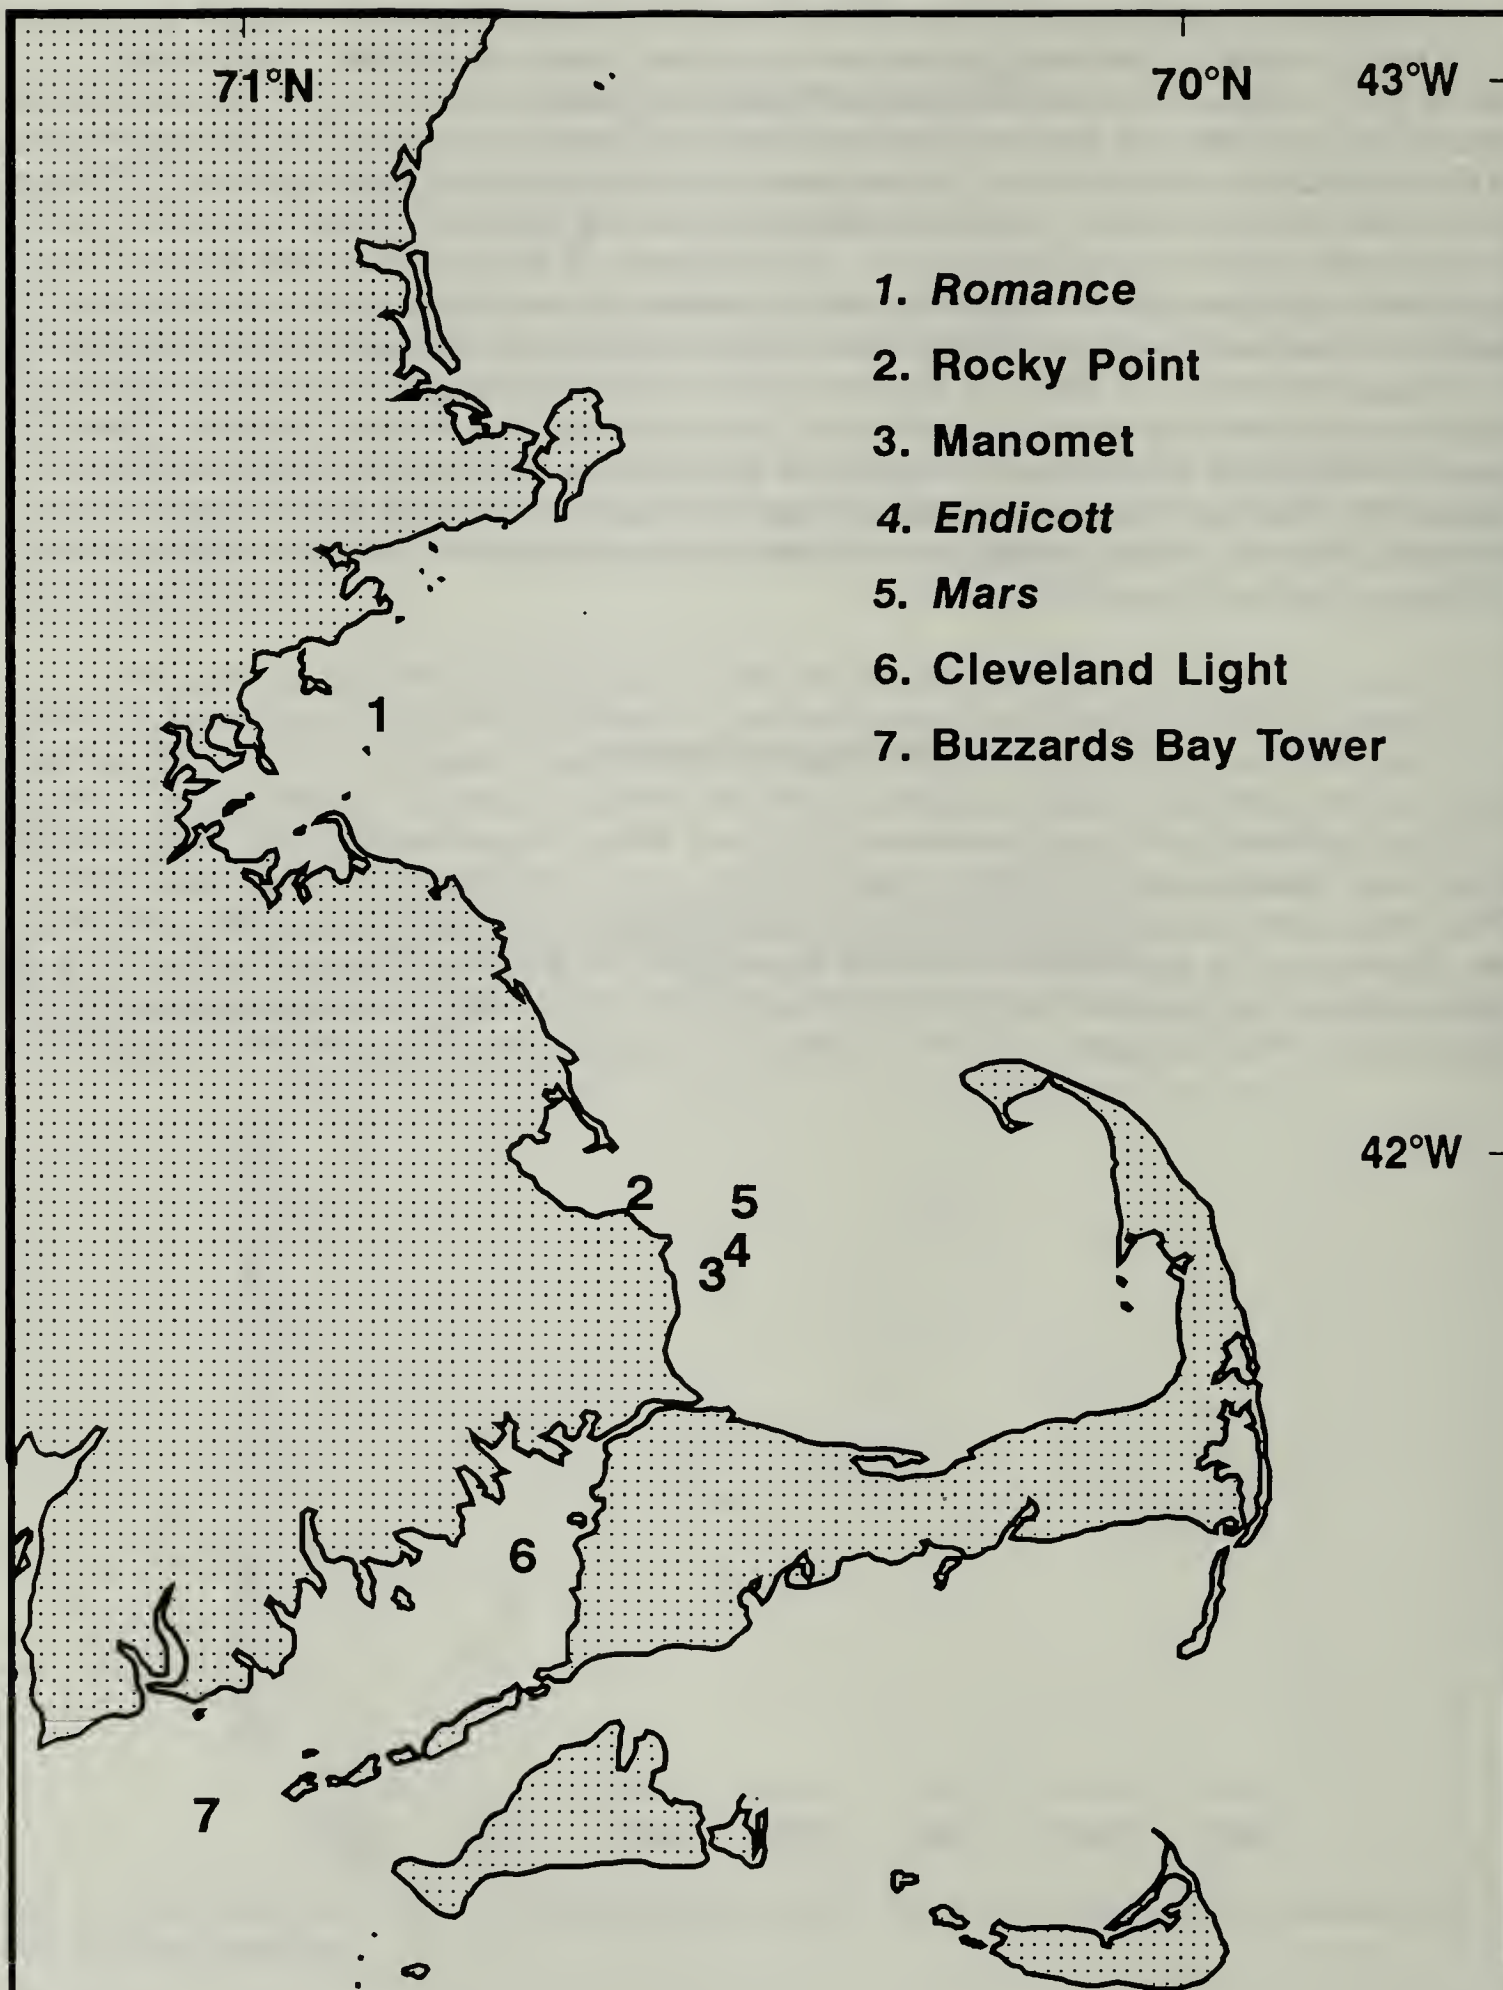 71°N 70°N 43°W
1. Romance
2. Rocky Point
3. Manomet
4. Endicott
5. Mars
6. Cleveland Light
7. Buzzards Bay Tower
1
42°W
2
5
4
3
6
7